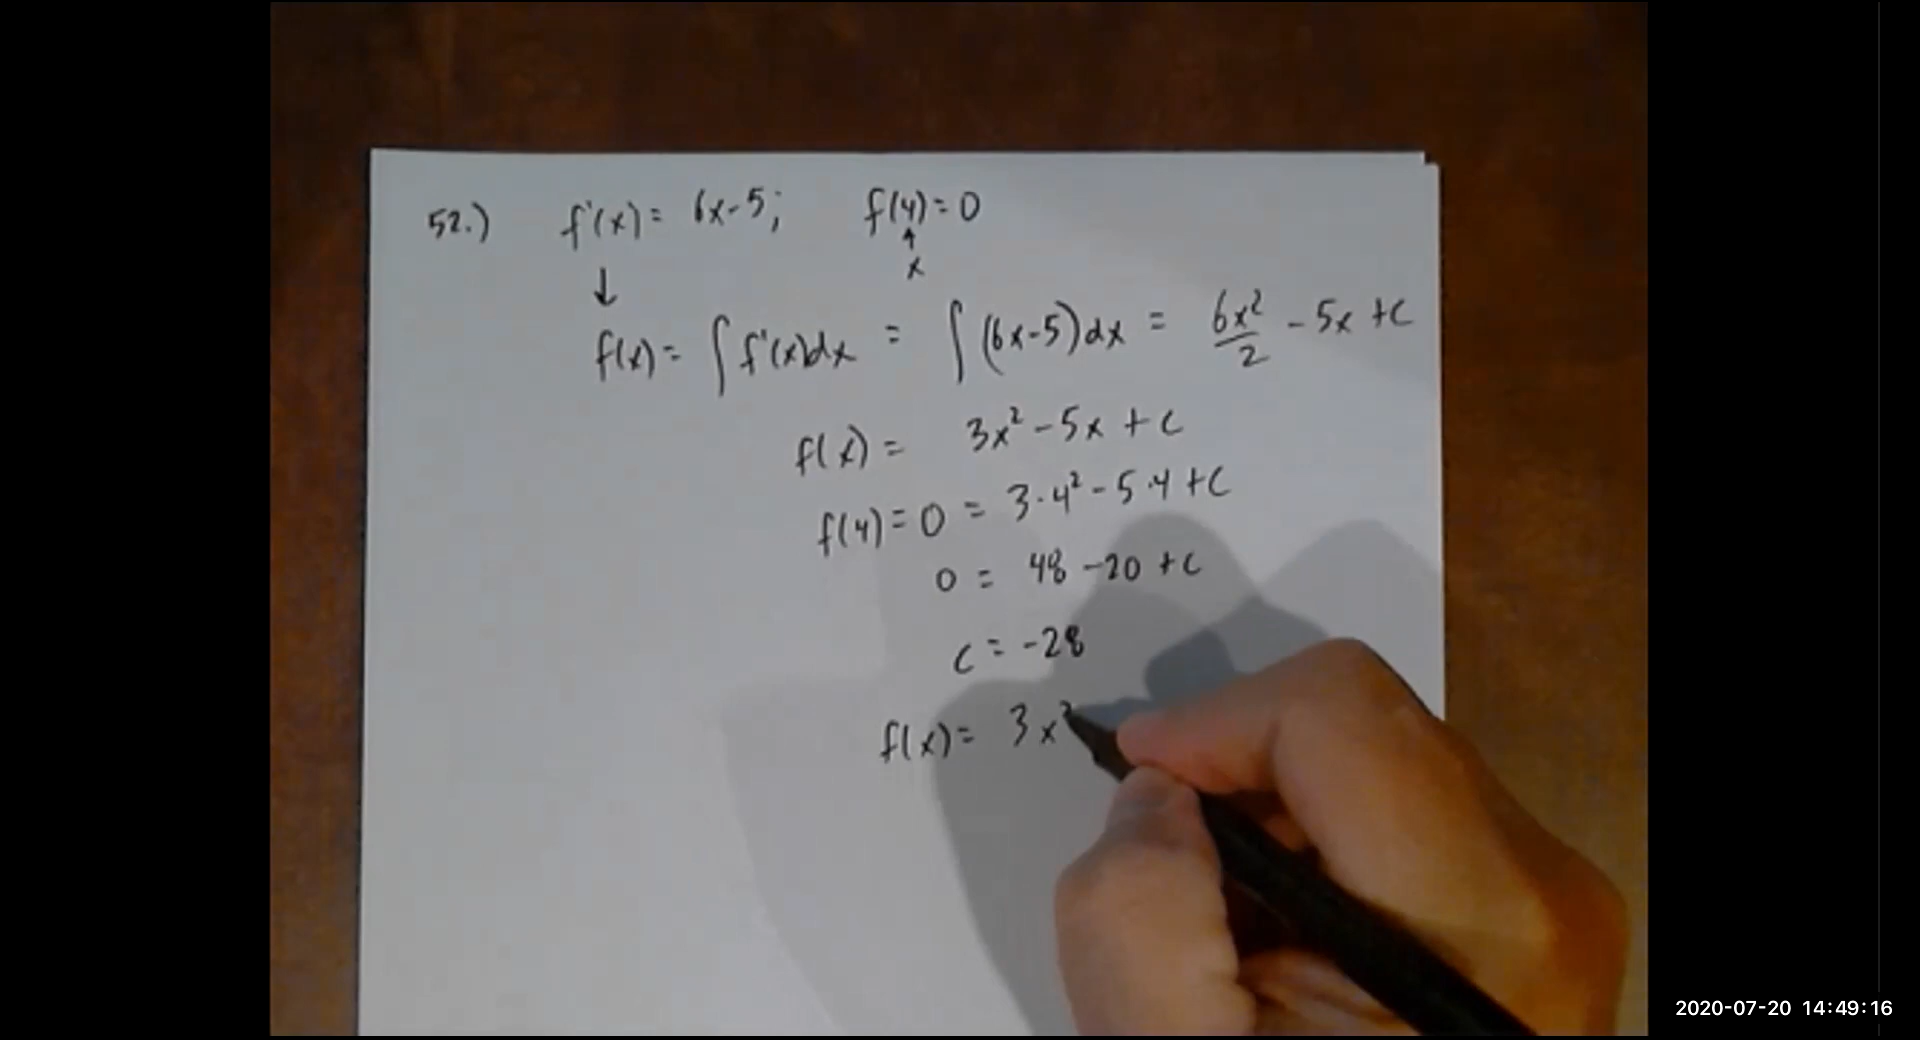 52.) f'(x) = 6x-5; f(4) = 0
↑
x
↓
f(x) = ∫ f'(x)dx = ∫ (6x-5)dx = 6x²/2 - 5x + c
f(x) = 3x² - 5x + c
f(4) = 0 = 3·4² - 5·4 + c
0 = 48 - 20 + c
c = -28
f(x) = 3x²
2020-07-20 14:49:16